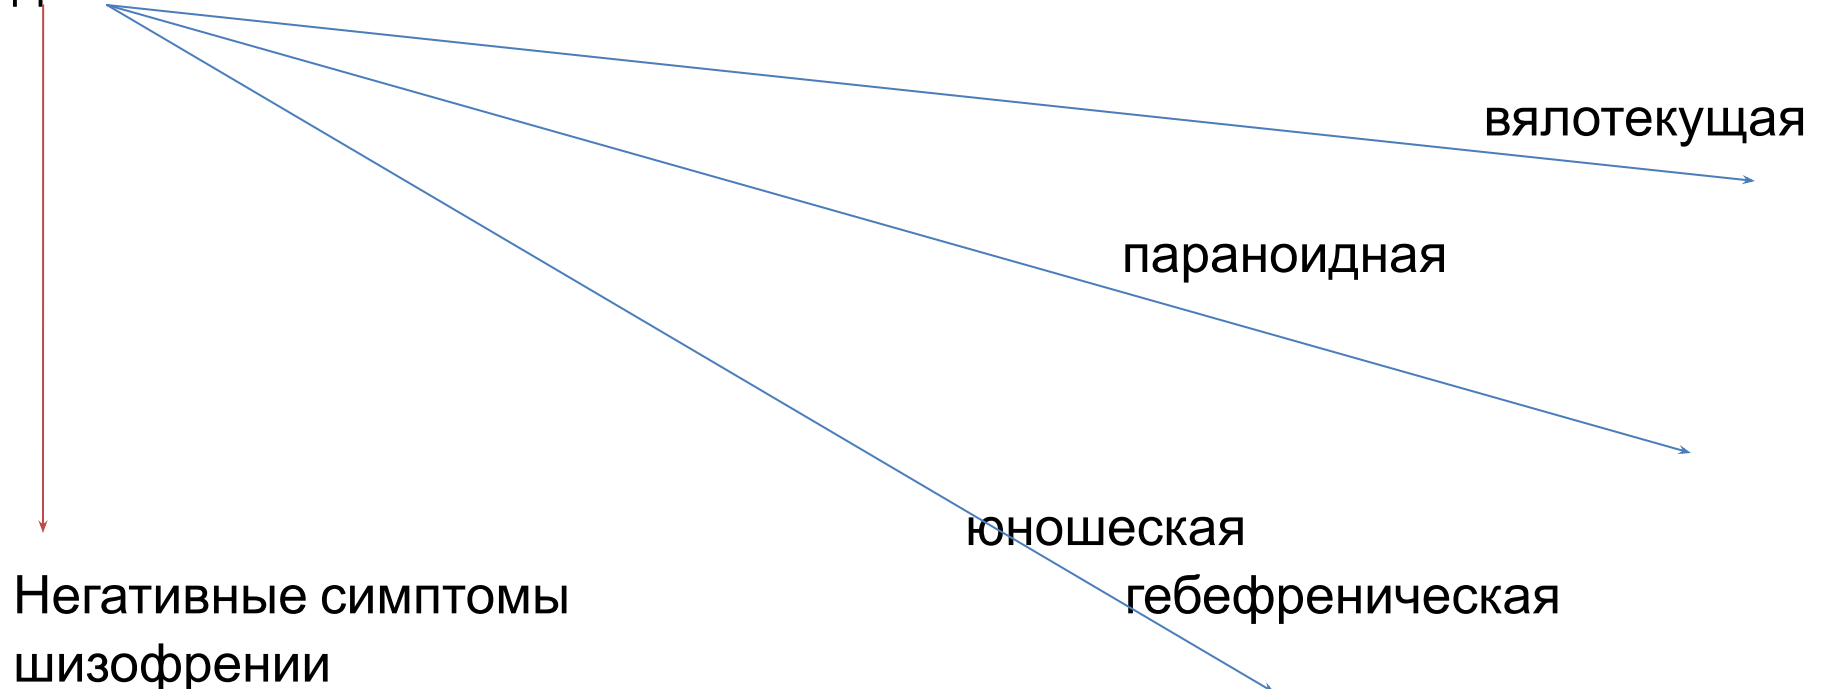 вялотекущая
параноидная
юношеская
гебефреническая
Негативные симптомы
шизофрении